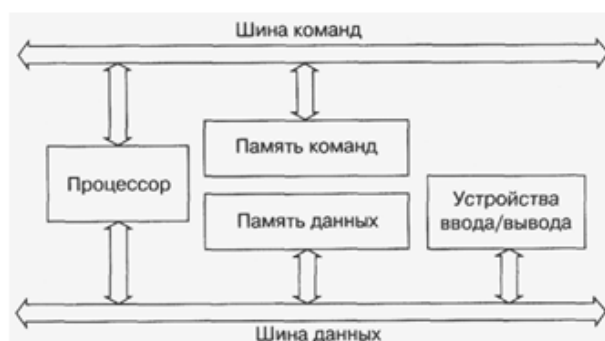 Шина команд
Память команд
Процессор
Память данных
Устройства
ввода/вывода
Шина данных